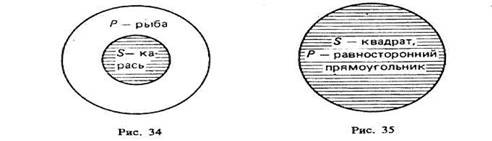 P — рыба
S— ка-
рась
Рис. 34
S — квадрат,
P — равносторонний
прямоугольник
Рис. 35